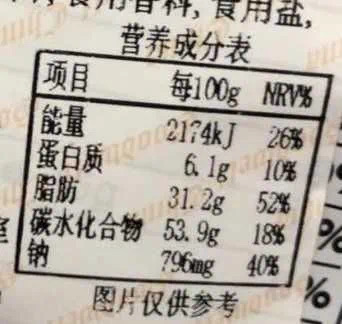 食用香料, 食用盐,
营养成分表
项目 每100g NRV%
能量 2174kJ 26%
蛋白质 6.1g 10%
脂肪 31.2g 52%
碳水化合物 53.9g 18%
钠 796mg 40%
图片仅供参考